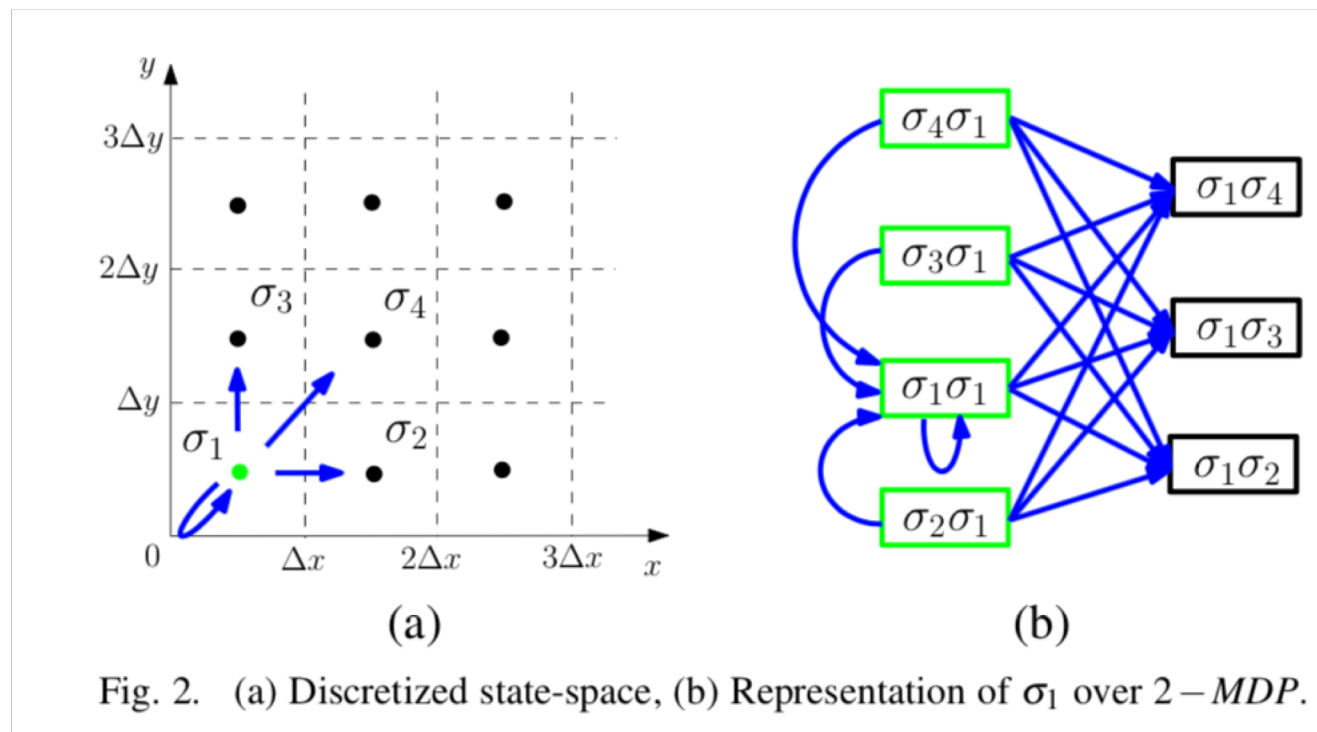 y
3Δy
2Δy
σ₃ σ₄
Δy
σ₁ σ₂
0 Δx 2Δx 3Δx x
(a)
σ₄σ₁
σ₁σ₄
σ₃σ₁
σ₁σ₃
σ₁σ₁
σ₁σ₂
σ₂σ₁
(b)
Fig. 2. (a) Discretized state-space, (b) Representation of σ₁ over 2−MDP.